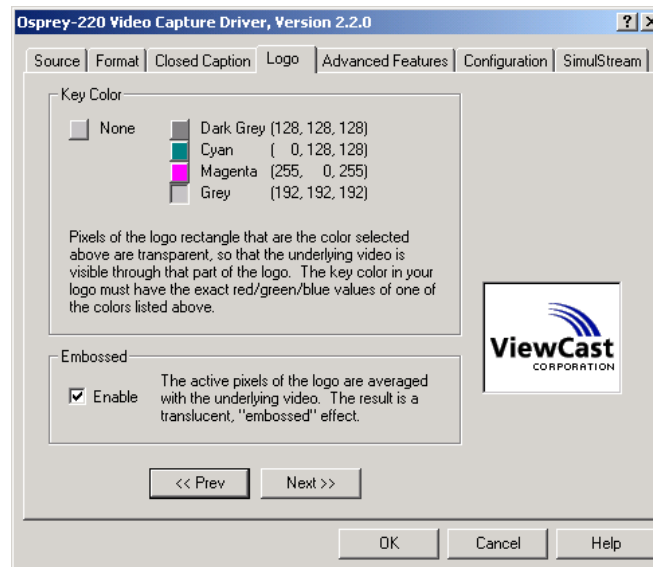 Osprey-220 Video Capture Driver, Version 2.2.0
Source Format Closed Caption Logo Advanced Features Configuration SimulStream
Key Color
None
Dark Grey (128, 128, 128)
Cyan ( 0, 128, 128)
Magenta (255, 0, 255)
Grey (192, 192, 192)
Pixels of the logo rectangle that are the color selected
above are transparent, so that the underlying video is
visible through that part of the logo. The key color in your
logo must have the exact red/green/blue values of one of
the colors listed above.
ViewCast
CORPORATION
Embossed
Enable
The active pixels of the logo are averaged
with the underlying video. The result is a
translucent, "embossed" effect.
<< Prev Next >>
OK Cancel Help